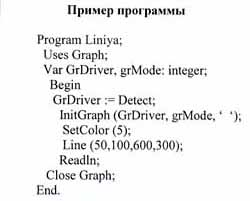 Пример программы
Program Liniya;
Uses Graph;
Var GrDriver, grMode: integer;
Begin
GrDriver := Detect;
InitGraph (GrDriver, grMode, ‘ ‘);
SetColor (5);
Line (50,100,600,300);
Readln;
Close Graph;
End.